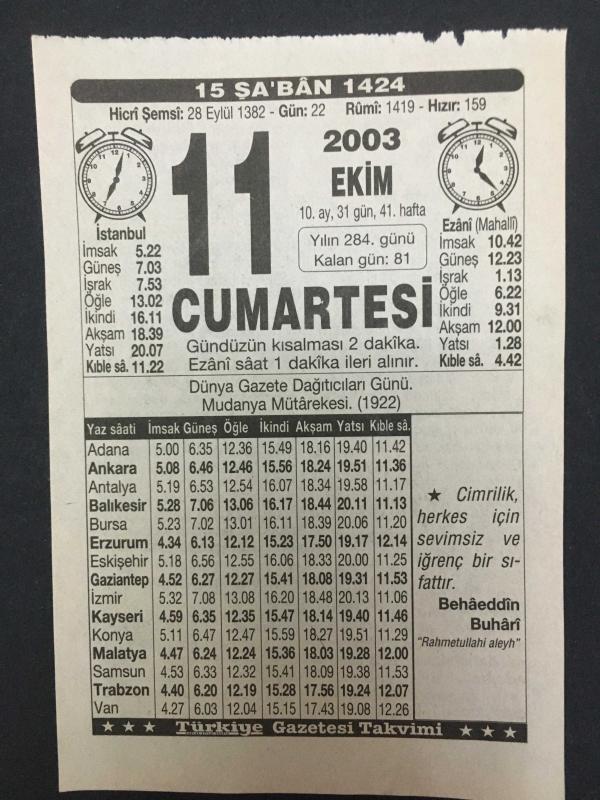 15 ŞA'BÂN 1424
Hicrî Şemsî: 28 Eylül 1382 - Gün: 22 Rûmî: 1419 - Hızır: 159
11
2003
EKİM
10. ay, 31 gün, 41. hafta
Yılın 284. günü
Kalan gün: 81
CUMARTESİ
Gündüzün kısalması 2 dakîka.
Ezânî sâat 1 dakîka ileri alınır.
İstanbul
İmsak 5.22
Güneş 7.03
İşrak 7.53
Öğle 13.02
İkindi 16.11
Akşam 18.39
Yatsı 20.07
Kıble sâ. 11.22
Ezânî (Mahallî)
İmsak 10.42
Güneş 12.23
İşrak 1.13
Öğle 6.22
İkindi 9.31
Akşam 12.00
Yatsı 1.28
Kıble sâ. 4.42
Dünya Gazete Dağıtıcıları Günü.
Mudanya Mütârekesi. (1922)
Yaz sâati İmsak Güneş Öğle İkindi Akşam Yatsı Kıble sâ.
Adana 5.00 6.35 12.36 15.49 18.16 19.40 11.42
Ankara 5.08 6.46 12.46 15.56 18.24 19.51 11.36
Antalya 5.19 6.53 12.54 16.07 18.34 19.58 11.17
Balıkesir 5.28 7.06 13.06 16.17 18.44 20.11 11.13
Bursa 5.23 7.02 13.01 16.11 18.39 20.06 11.20
Erzurum 4.34 6.13 12.12 15.23 17.50 19.17 12.14
Eskişehir 5.18 6.56 12.55 16.06 18.33 20.00 11.25
Gaziantep 4.52 6.27 12.27 15.41 18.08 19.31 11.53
İzmir 5.32 7.08 13.08 16.20 18.48 20.13 11.06
Kayseri 4.59 6.35 12.35 15.47 18.14 19.40 11.46
Konya 5.11 6.47 12.47 15.59 18.27 19.51 11.29
Malatya 4.47 6.24 12.24 15.36 18.03 19.28 12.00
Samsun 4.53 6.33 12.32 15.41 18.09 19.38 11.53
Trabzon 4.40 6.20 12.19 15.28 17.56 19.24 12.07
Van 4.27 6.03 12.04 15.15 17.43 19.08 12.26
★ Cimrilik,
herkes için
sevimsiz ve
iğrenç bir sı-
fattır.
Behâeddîn
Buhârî
"Rahmetullahi aleyh"
★ ★ ★ Türkiye Gazetesi Takvimi ★ ★ ★